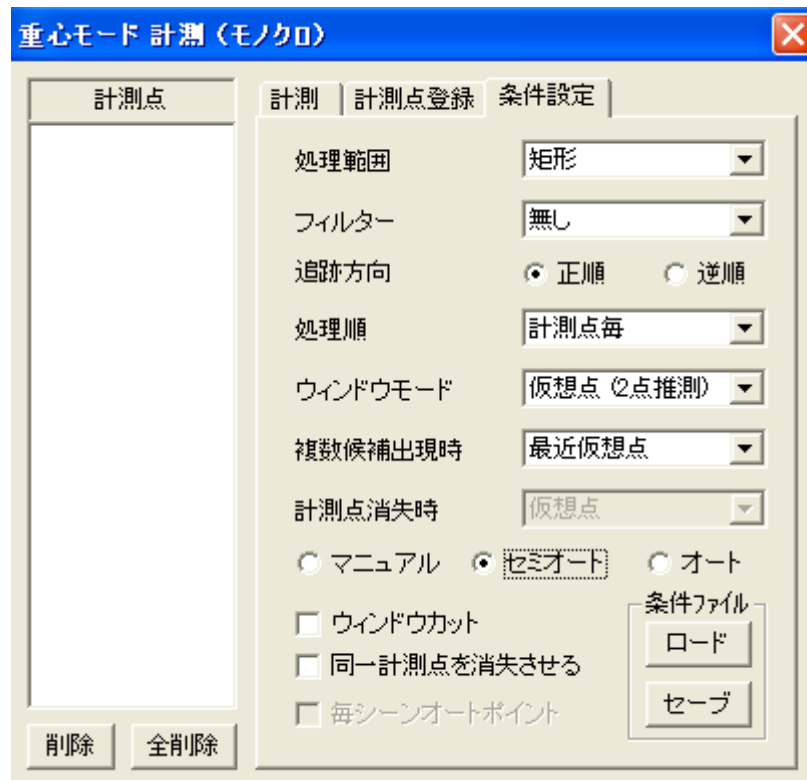 重心モード 計測（モノクロ）
計測点
計測 計測点登録 条件設定
処理範囲 矩形
フィルター 無し
追跡方向 正順 逆順
処理順 計測点毎
ウィンドウモード 仮想点（2点推測）
複数候補出現時 最近仮想点
計測点消失時 仮想点
マニュアル セミオート オート
条件ファイル
ウィンドウカット
ロード
同一計測点を消失させる
セーブ
毎シーンオートポイント
削除 全削除